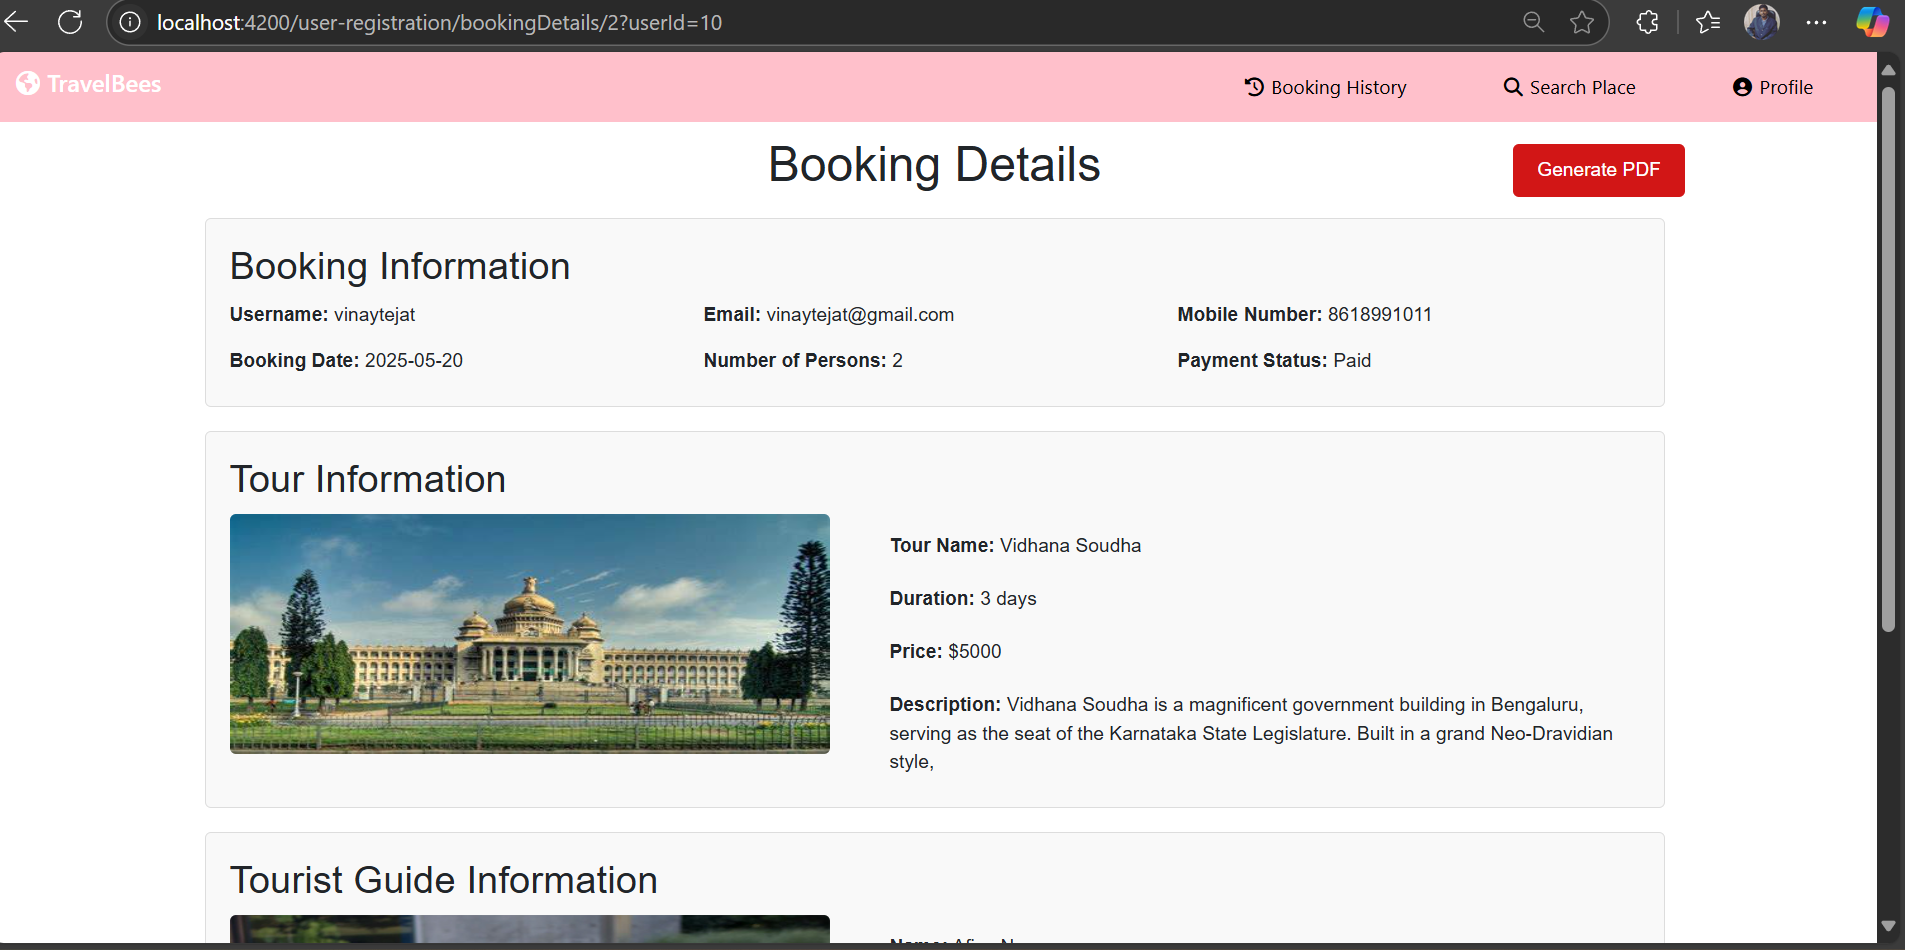 localhost:4200/user-registration/bookingDetails/2?userId=10
TravelBees
Booking History
Search Place
Profile
Booking Details
Generate PDF
Booking Information
Username: vinaytejat
Email: vinaytejat@gmail.com
Mobile Number: 8618991011
Booking Date: 2025-05-20
Number of Persons: 2
Payment Status: Paid
Tour Information
Tour Name: Vidhana Soudha
Duration: 3 days
Price: $5000
Description: Vidhana Soudha is a magnificent government building in Bengaluru,
serving as the seat of the Karnataka State Legislature. Built in a grand Neo-Dravidian
style,
Tourist Guide Information
Name: